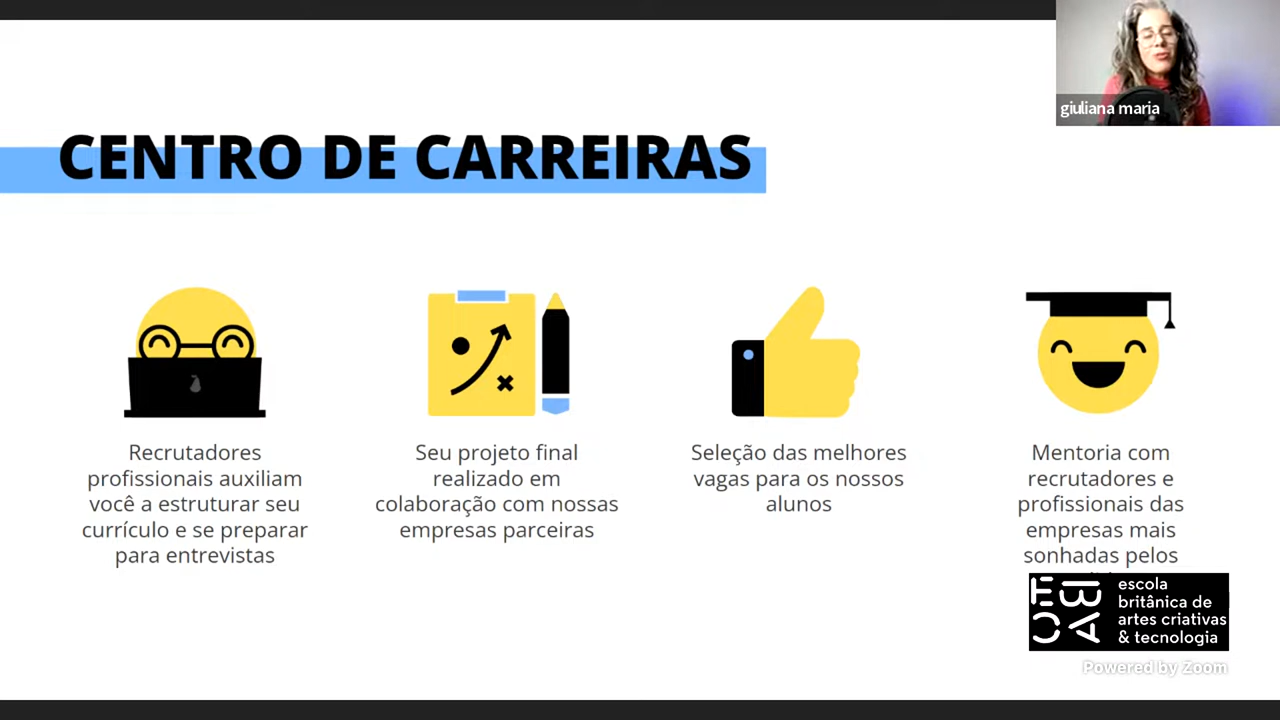 giuliana maria
CENTRO DE CARREIRAS
Recrutadores
profissionais auxiliam
você a estruturar seu
currículo e se preparar
para entrevistas
Seu projeto final
realizado em
colaboração com nossas
empresas parceiras
Seleção das melhores
vagas para os nossos
alunos
Mentoria com
recrutadores e
profissionais das
empresas mais
sonhadas pelos
escola
britânica de
artes criativas
& tecnologia
Powered by Zoom